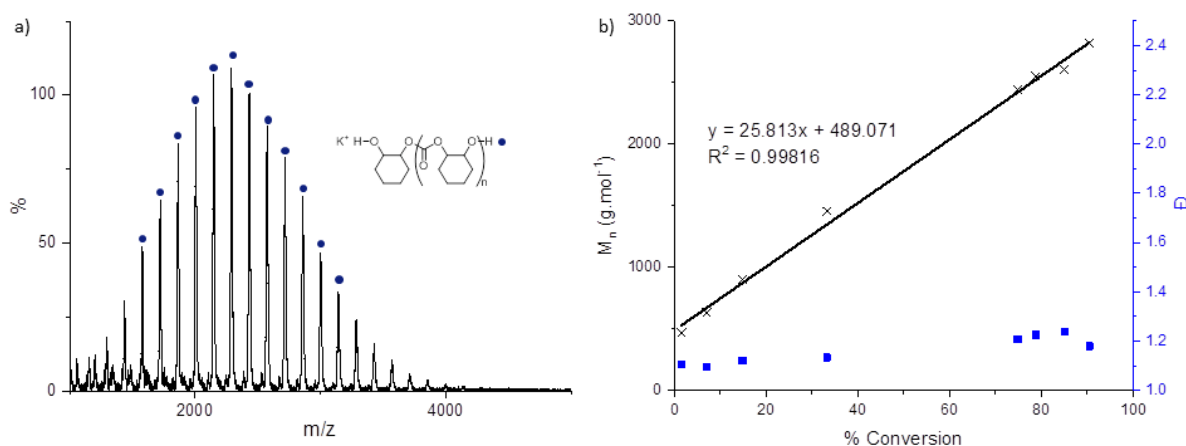 a)
%
100
50
0
2000
4000
m/z
K⁺ H
O
O
O
O
O
H
n
b)
M_n (g.mol⁻¹)
3000
2000
1000
0
y = 25.813x + 489.071
R² = 0.99816
0
20
40
60
80
100
% Conversion
2.4
2.2
2.0
1.8
1.6
1.4
1.2
1.0
Đ